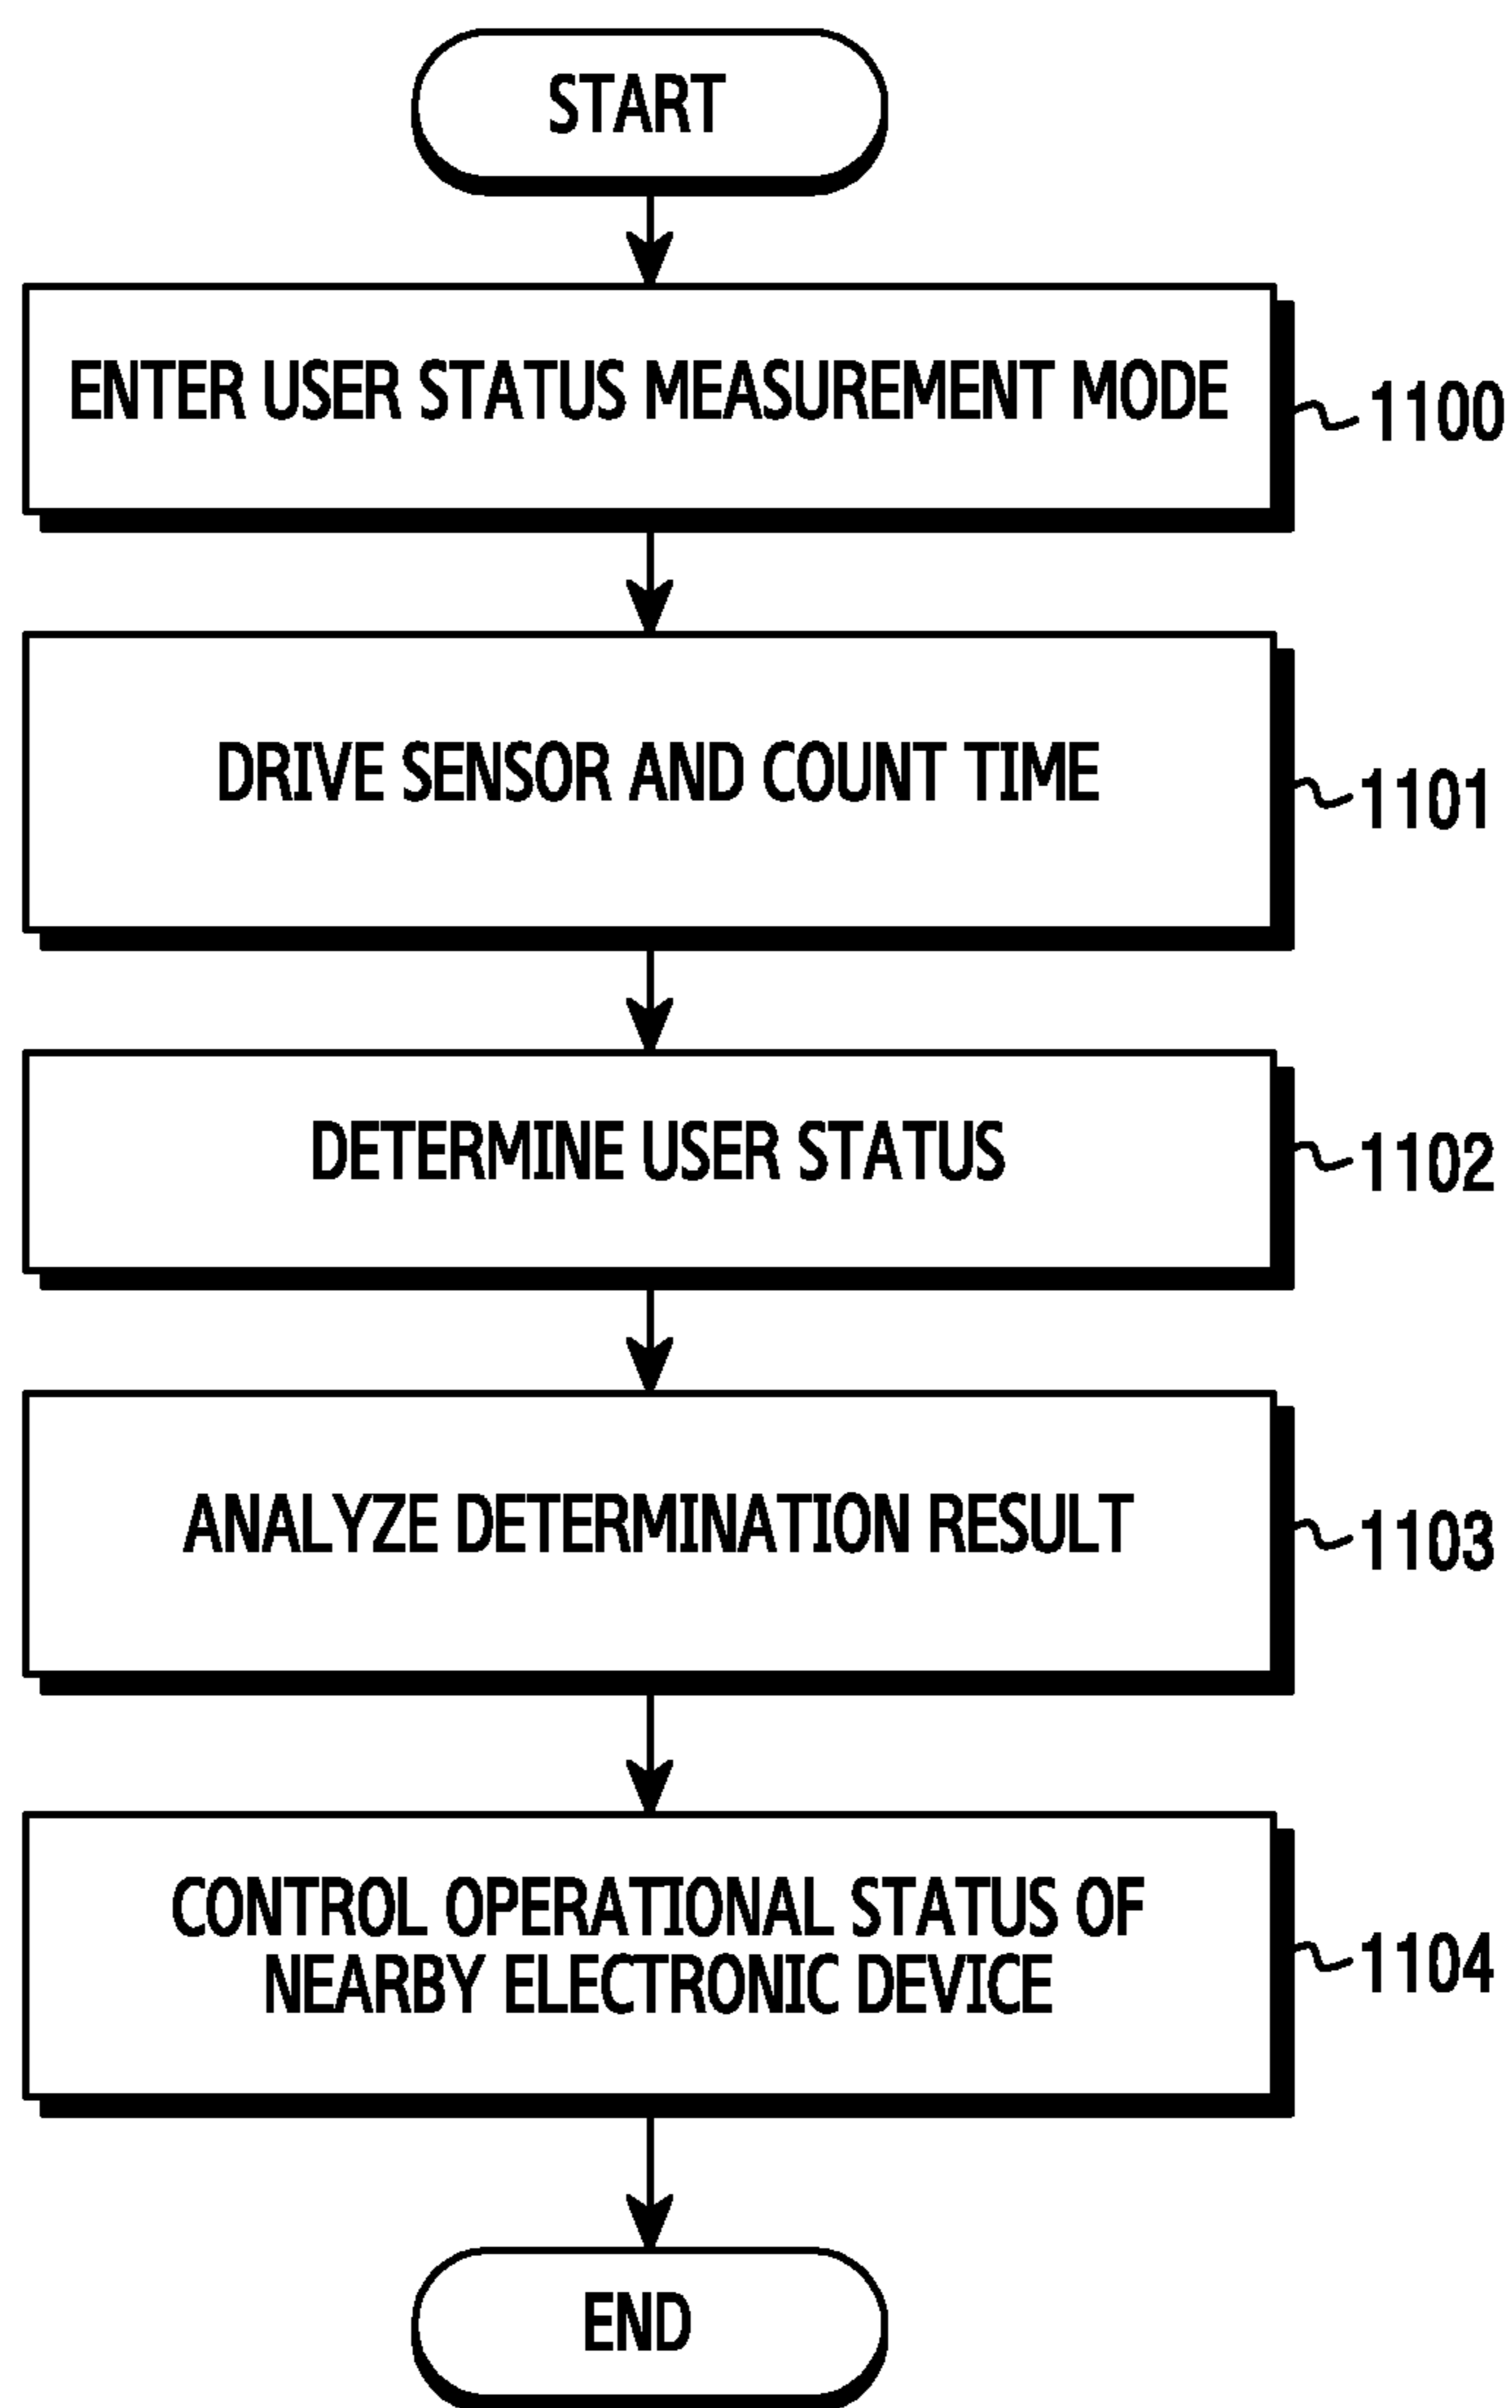 START
ENTER USER STATUS MEASUREMENT MODE
1100
DRIVE SENSOR AND COUNT TIME
1101
DETERMINE USER STATUS
1102
ANALYZE DETERMINATION RESULT
1103
CONTROL OPERATIONAL STATUS OF
NEARBY ELECTRONIC DEVICE
1104
END